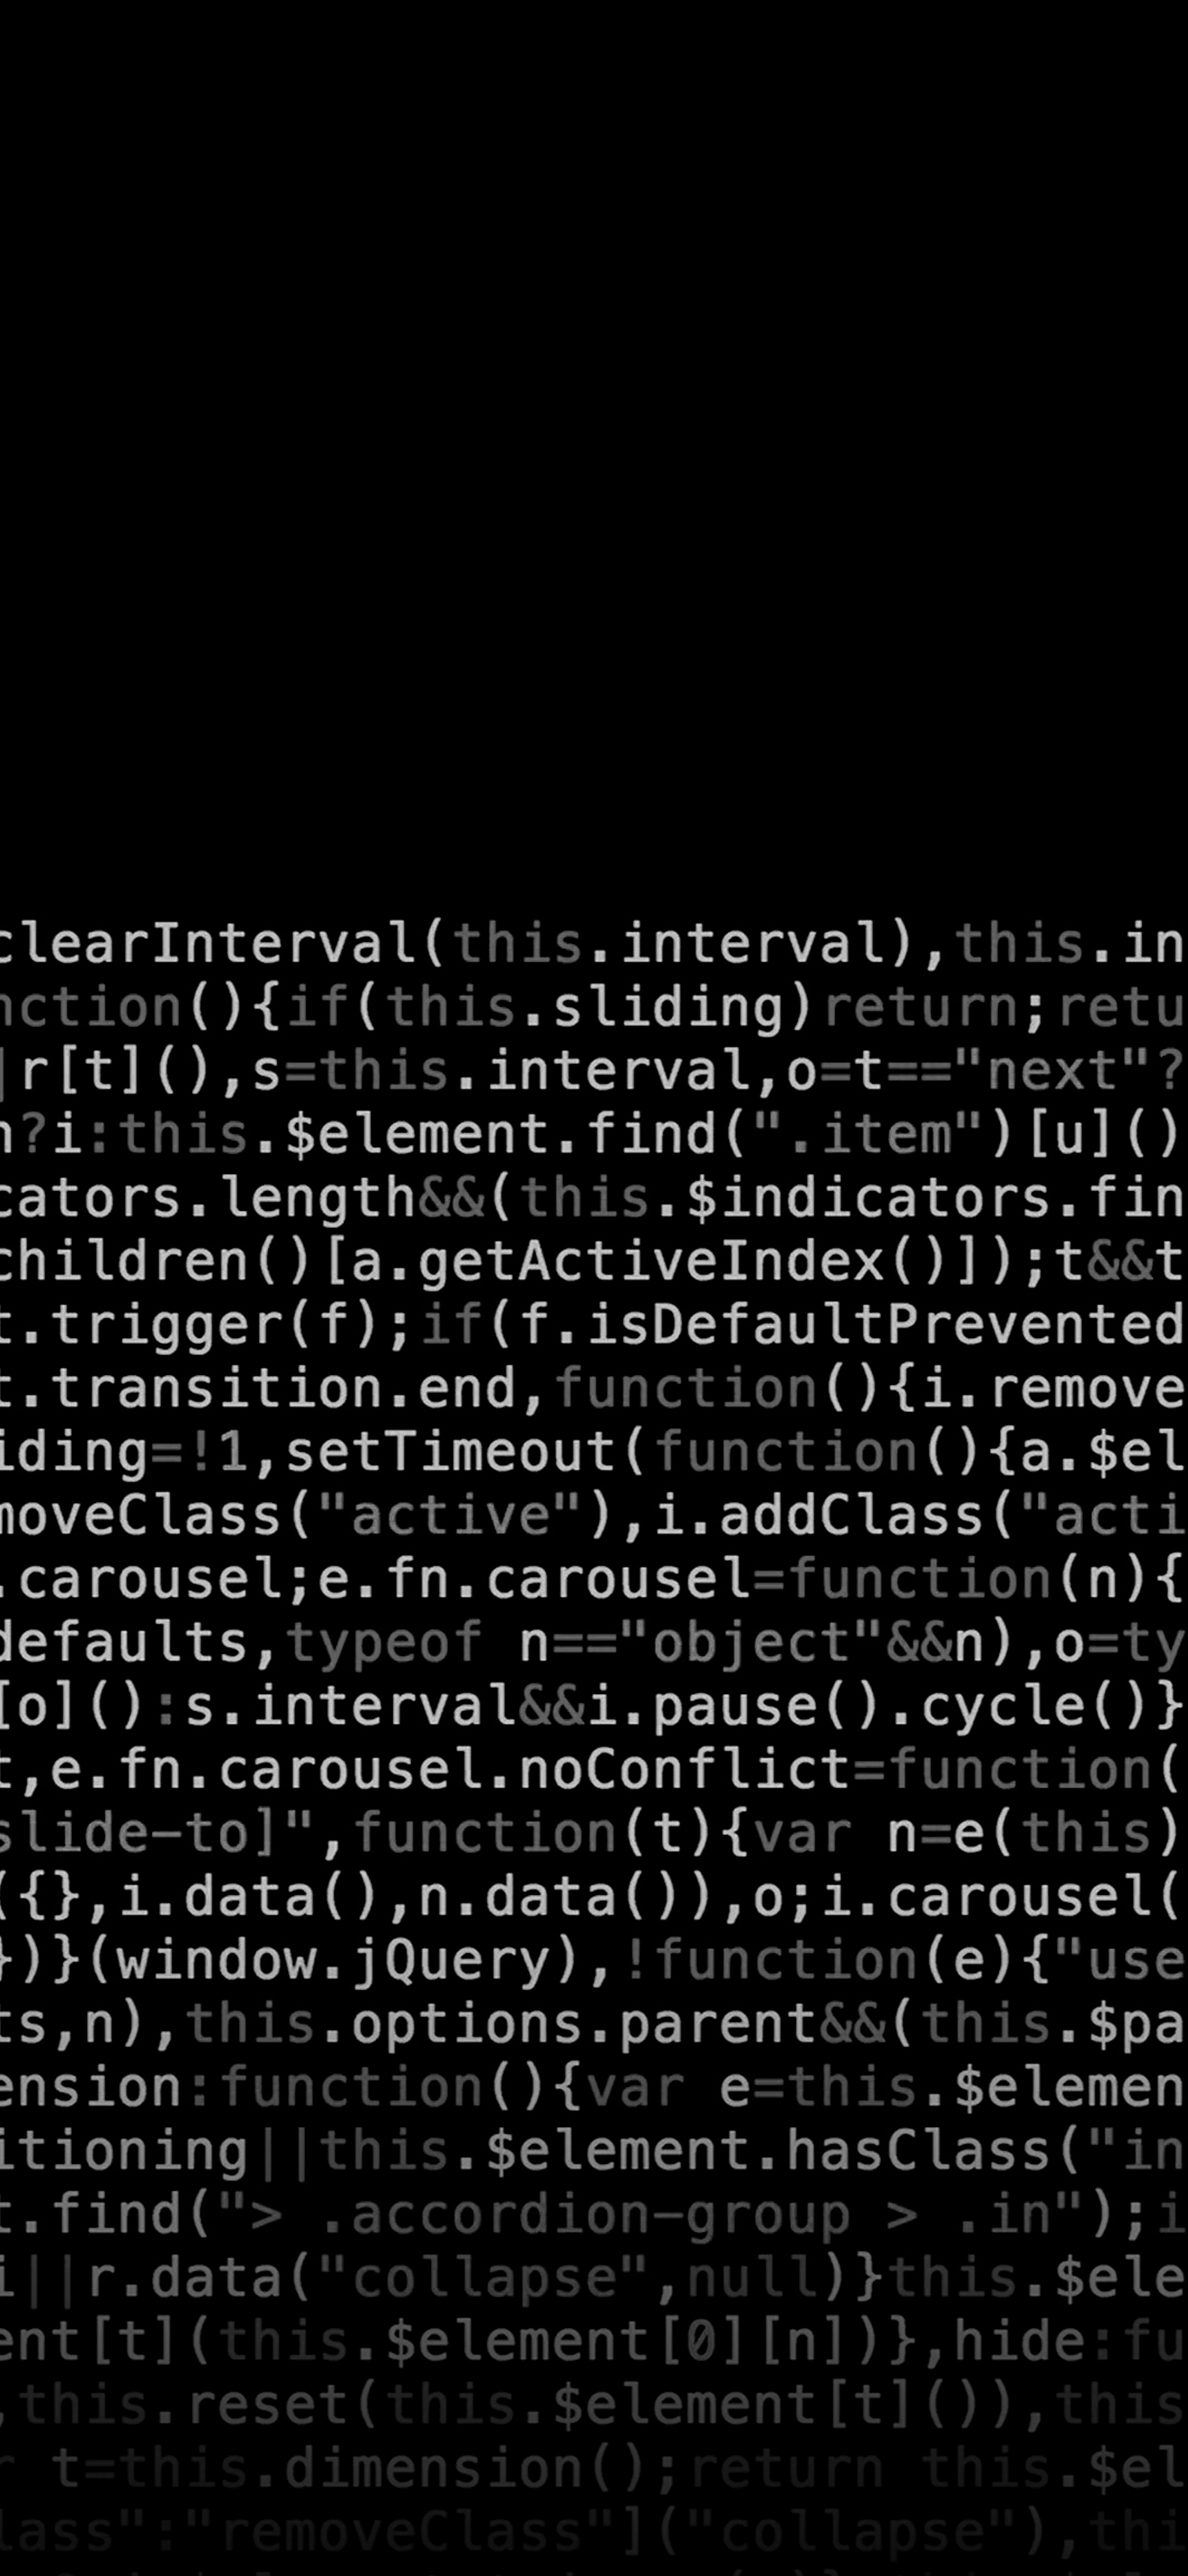 clearInterval(this.interval),this.in
nction(){if(this.sliding)return;retu
|r[t](),s=this.interval,o=t=="next"?
n?i:this.$element.find(".item")[u]()
cators.length&&(this.$indicators.fin
children()[a.getActiveIndex()]);t&&t
t.trigger(f);if(f.isDefaultPrevented
t.transition.end,function(){i.remove
iding=!1,setTimeout(function(){a.$el
moveClass("active"),i.addClass("acti
.carousel;e.fn.carousel=function(n){
defaults,typeof n=="object"&&n),o=ty
[o]():s.interval&&i.pause().cycle()}
t,e.fn.carousel.noConflict=function(
slide-to]",function(t){var n=e(this)
({},i.data(),n.data()),o;i.carousel(
})}(window.jQuery),!function(e){"use
ts,n),this.options.parent&&(this.$pa
ension:function(){var e=this.$elemen
itioning||this.$element.hasClass("in
t.find("> .accordion-group > .in");i
i||r.data("collapse",null)}this.$ele
ent[t](this.$element[0][n])},hide:fu
,this.reset(this.$element[t]()),this
r t=this.dimension();return this.$el
lass":"removeClass"]("collapse"),thi